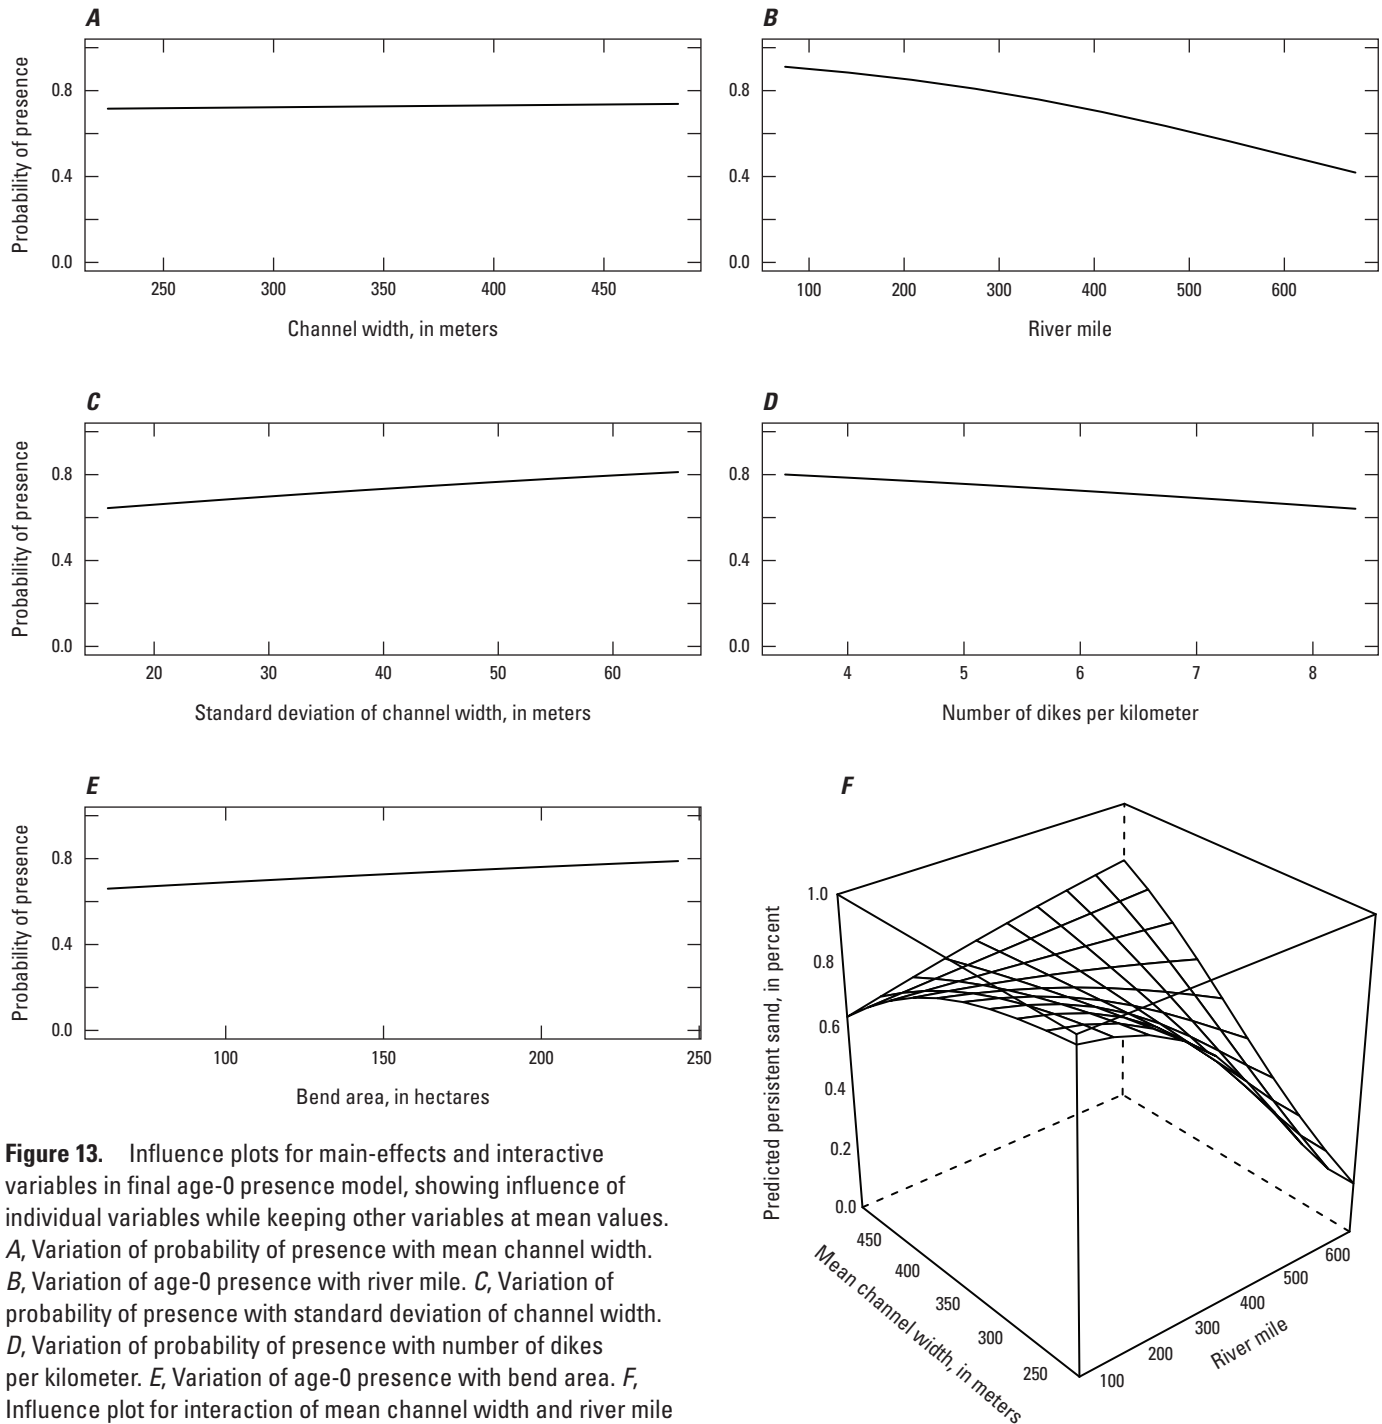 A
Probability of presence
0.8
0.4
0.0
250 300 350 400 450
Channel width, in meters
B
0.8
0.4
0.0
100 200 300 400 500 600
River mile
C
Probability of presence
0.8
0.4
0.0
20 30 40 50 60
Standard deviation of channel width, in meters
D
0.8
0.4
0.0
4 5 6 7 8
Number of dikes per kilometer
E
Probability of presence
0.8
0.4
0.0
100 150 200 250
Bend area, in hectares
F
Predicted persistent sand, in percent
1.0
0.8
0.6
0.4
0.2
0.0
450 400 350 300 250
Mean channel width, in meters
100 200 300 400 500 600
River mile
Figure 13. Influence plots for main-effects and interactive
variables in final age-0 presence model, showing influence of
individual variables while keeping other variables at mean values.
A, Variation of probability of presence with mean channel width.
B, Variation of age-0 presence with river mile. C, Variation of
probability of presence with standard deviation of channel width.
D, Variation of probability of presence with number of dikes
per kilometer. E, Variation of age-0 presence with bend area. F,
Influence plot for interaction of mean channel width and river mile